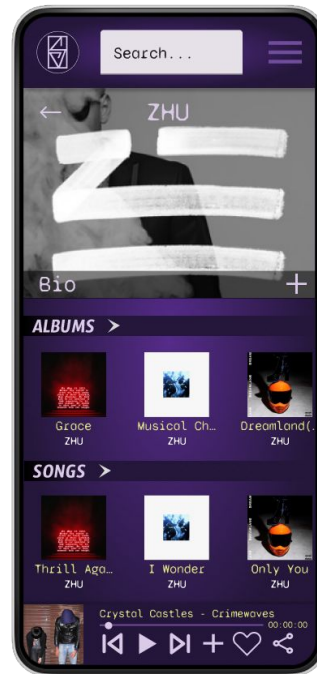 Search...
ZHU
Bio
ALBUMS >
Grace
Musical Ch…
Dreamland(.
ZHU
ZHU
ZHU
SONGS >
Thrill Aga…
I Wonder
Only You
ZHU
ZHU
ZHU
Crystal Castles - Crimewaves
00:00:00